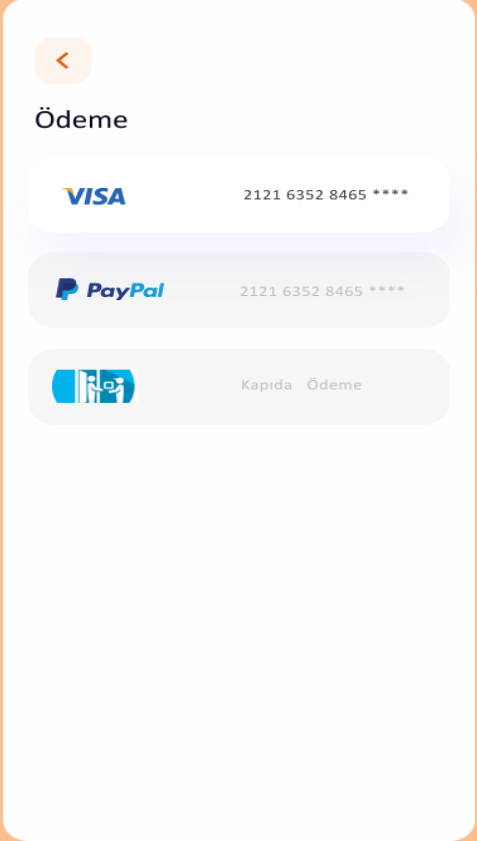 Ödeme
VISA 2121 6352 8465 ****
PayPal 2121 6352 8465 ****
Kapıda Ödeme